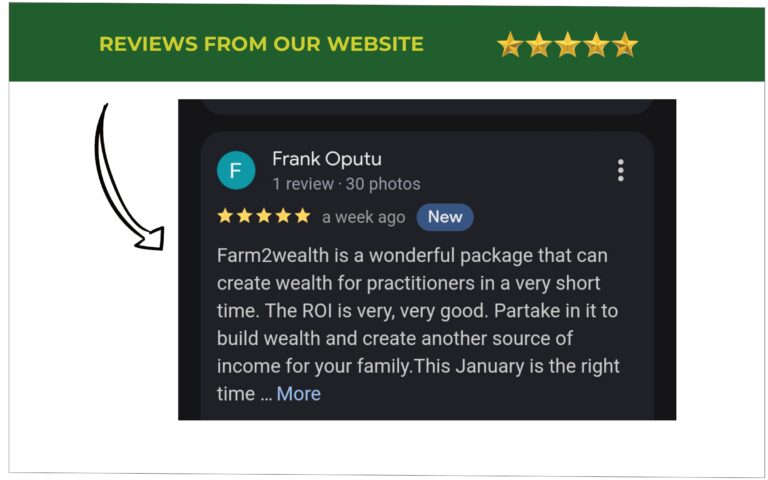 REVIEWS FROM OUR WEBSITE
F
Frank Oputu
1 review · 30 photos
a week ago New
Farm2wealth is a wonderful package that can
create wealth for practitioners in a very short
time. The ROI is very, very good. Partake in it to
build wealth and create another source of
income for your family.This January is the right
time ... More